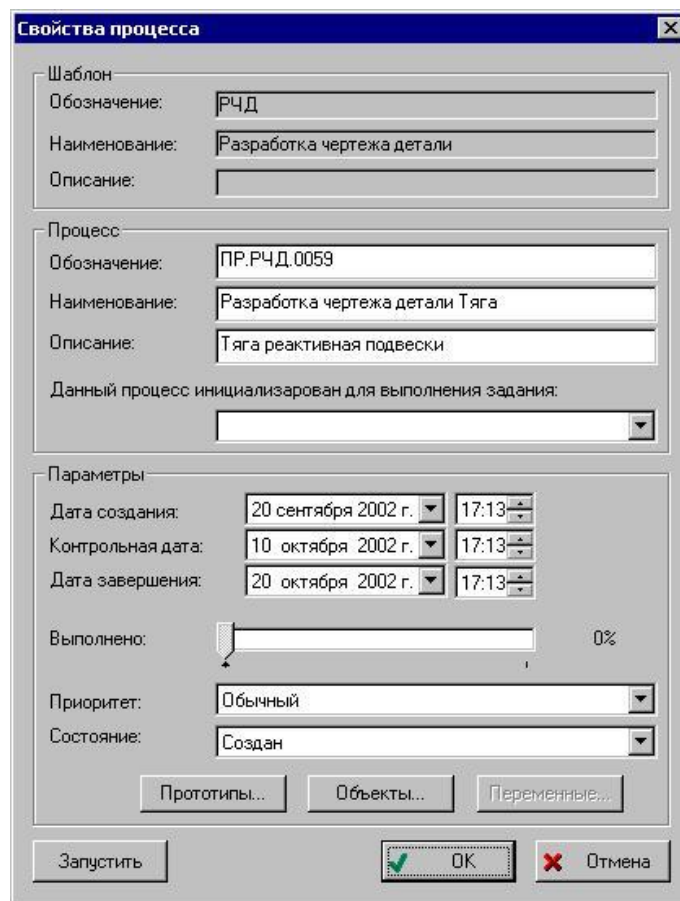 Свойства процесса
Шаблон
Обозначение: РЧД
Наименование: Разработка чертежа детали
Описание:
Процесс
Обозначение: ПР.РЧД.0059
Наименование: Разработка чертежа детали Тяга
Описание: Тяга реактивная подвески
Данный процесс инициализирован для выполнения задания:
Параметры
Дата создания: 20 сентября 2002 г. 17:13
Контрольная дата: 10 октября 2002 г. 17:13
Дата завершения: 20 октября 2002 г. 17:13
Выполнено: 0%
Приоритет: Обычный
Состояние: Создан
Прототипы... Объекты... Переменные...
Запустить OK Отмена